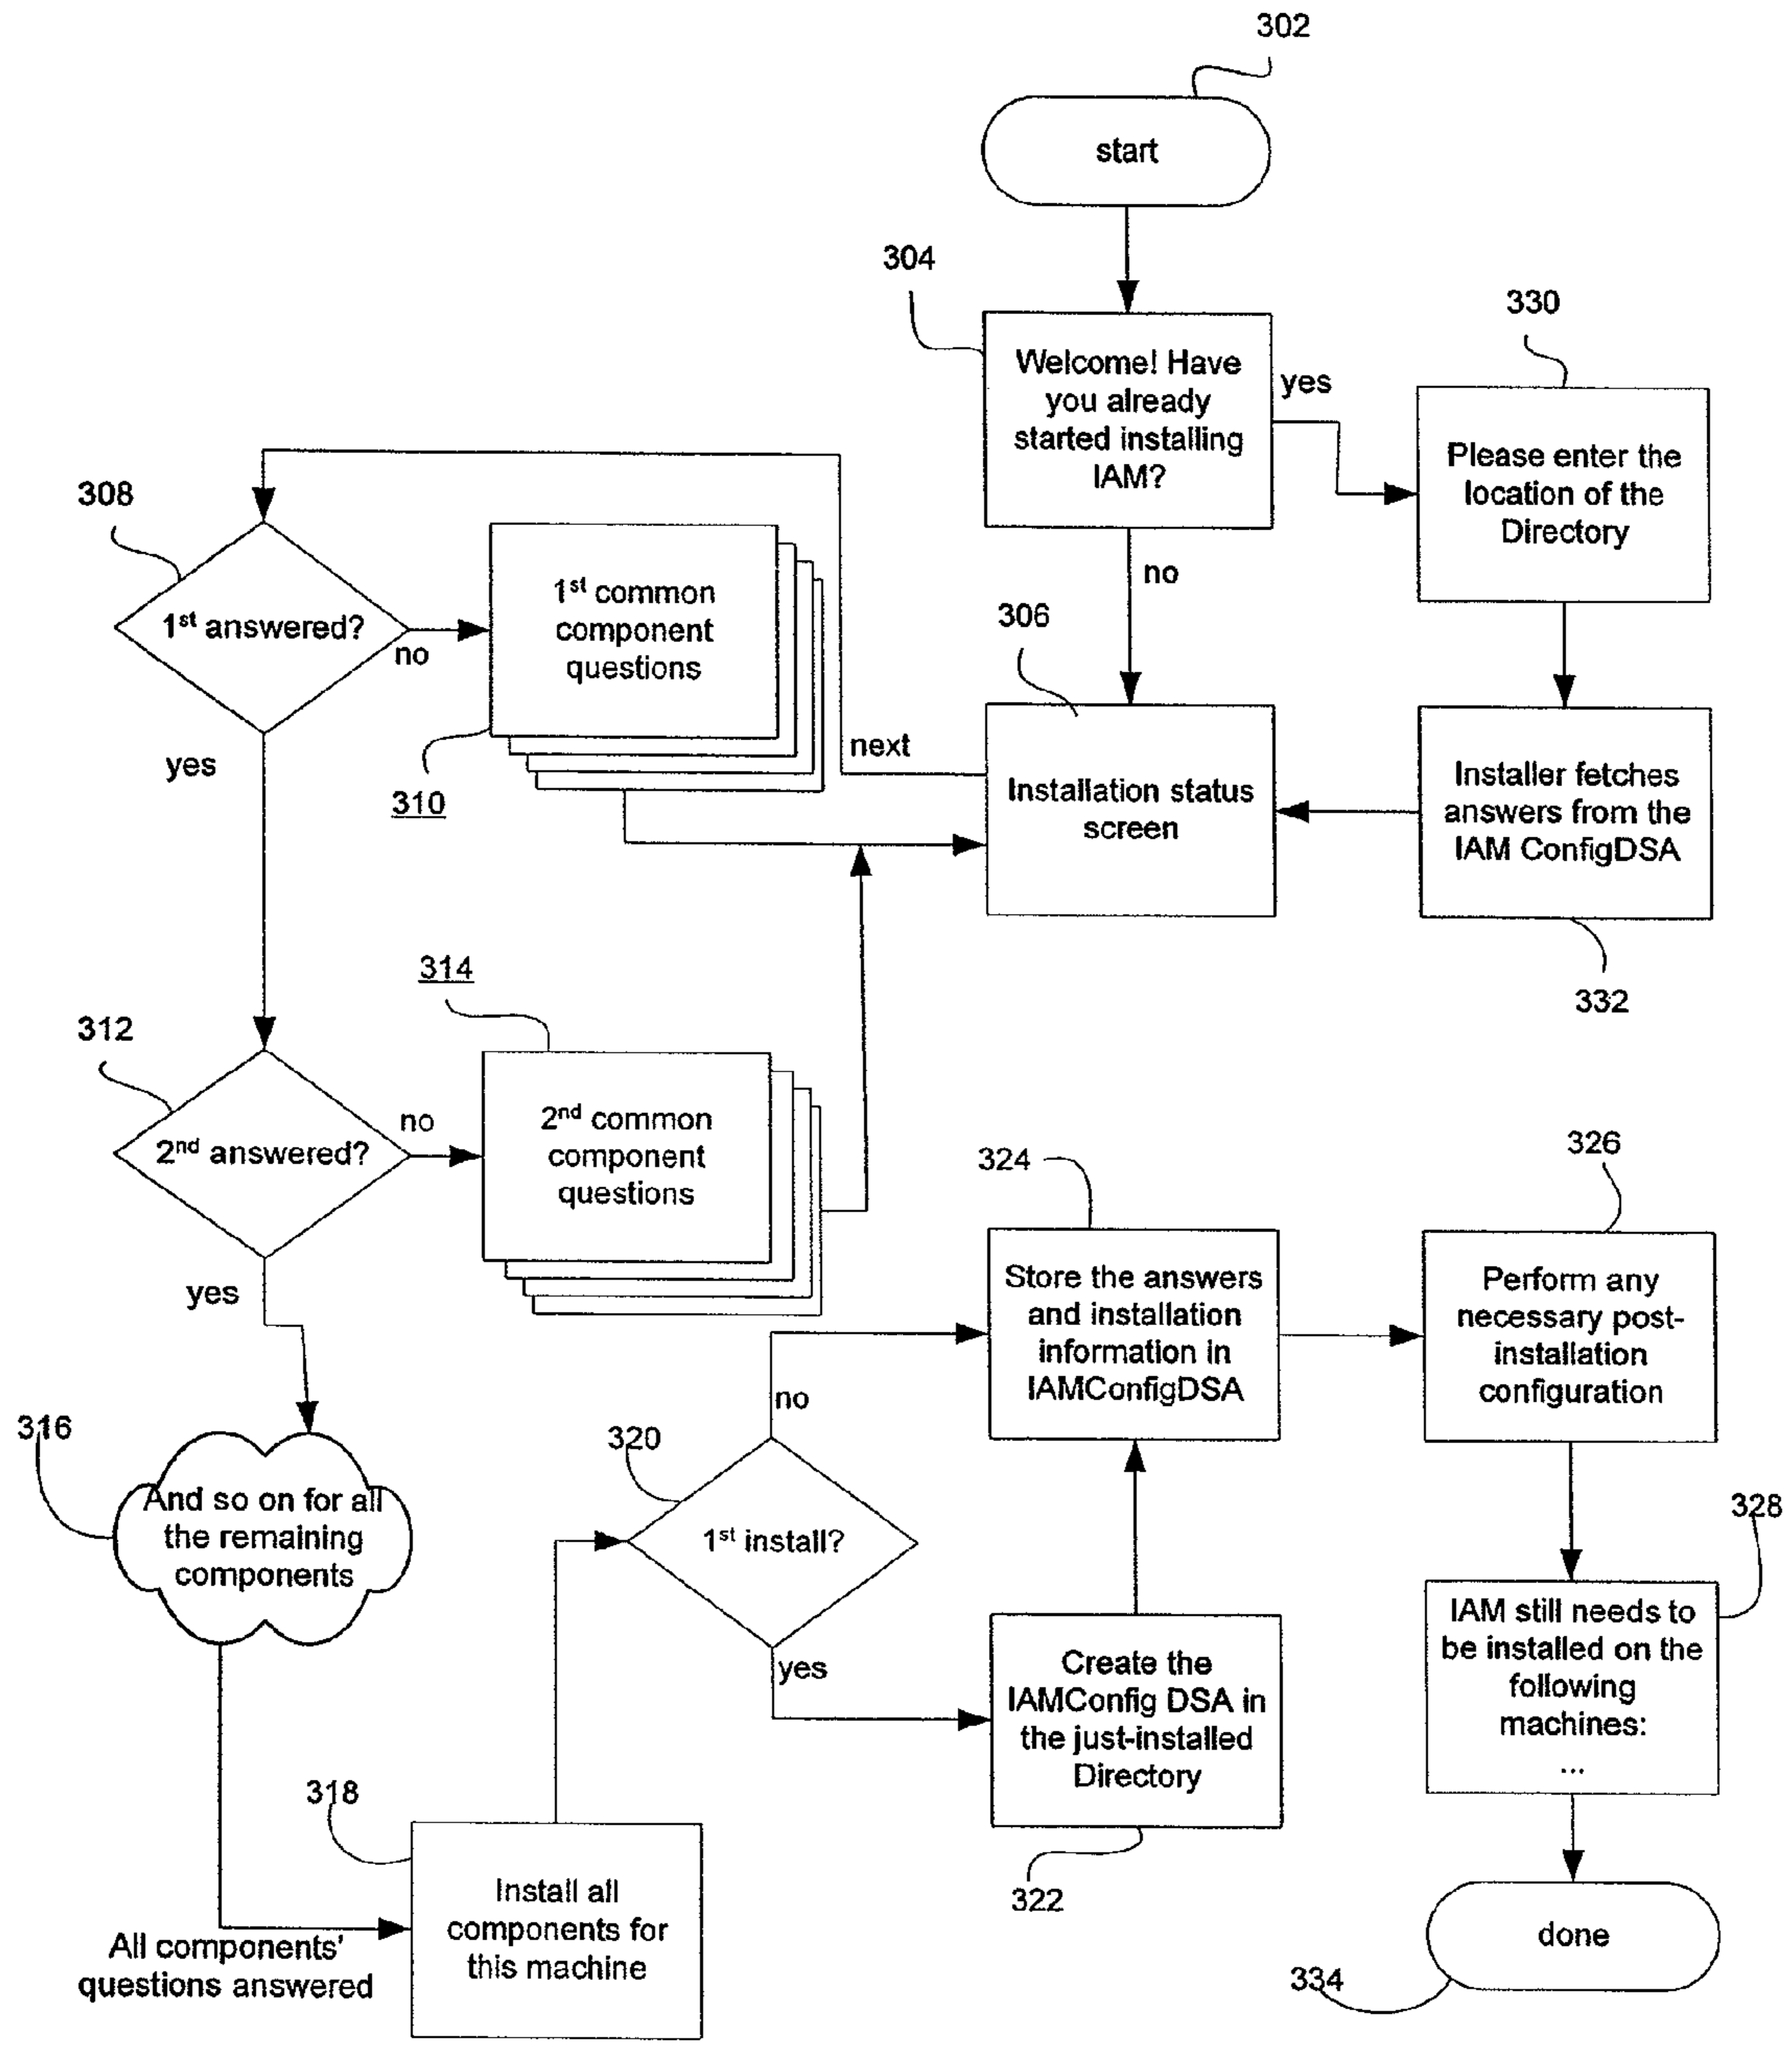 302
start
304
Welcome! Have
you already
started installing
IAM?
yes
no
330
Please enter the
location of the
Directory
308
1st answered?
no
yes
1st common
component
questions
310
next
306
Installation status
screen
Installer fetches
answers from the
IAM ConfigDSA
332
312
2nd answered?
no
yes
314
2nd common
component
questions
316
And so on for all
the remaining
components
All components'
questions answered
318
Install all
components for
this machine
320
1st install?
no
yes
324
Store the answers
and installation
information in
IAMConfigDSA
322
Create the
IAMConfig DSA in
the just-installed
Directory
326
Perform any
necessary post-
installation
configuration
328
IAM still needs to
be installed on the
following
machines:
...
done
334